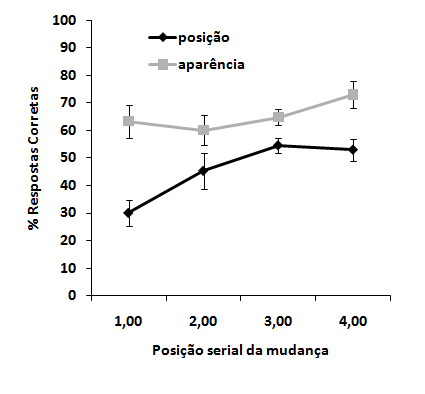 100
90
80
70
60
50
40
30
20
10
0
% Respostas Corretas
posição
aparência
1,00 2,00 3,00 4,00
Posição serial da mudança